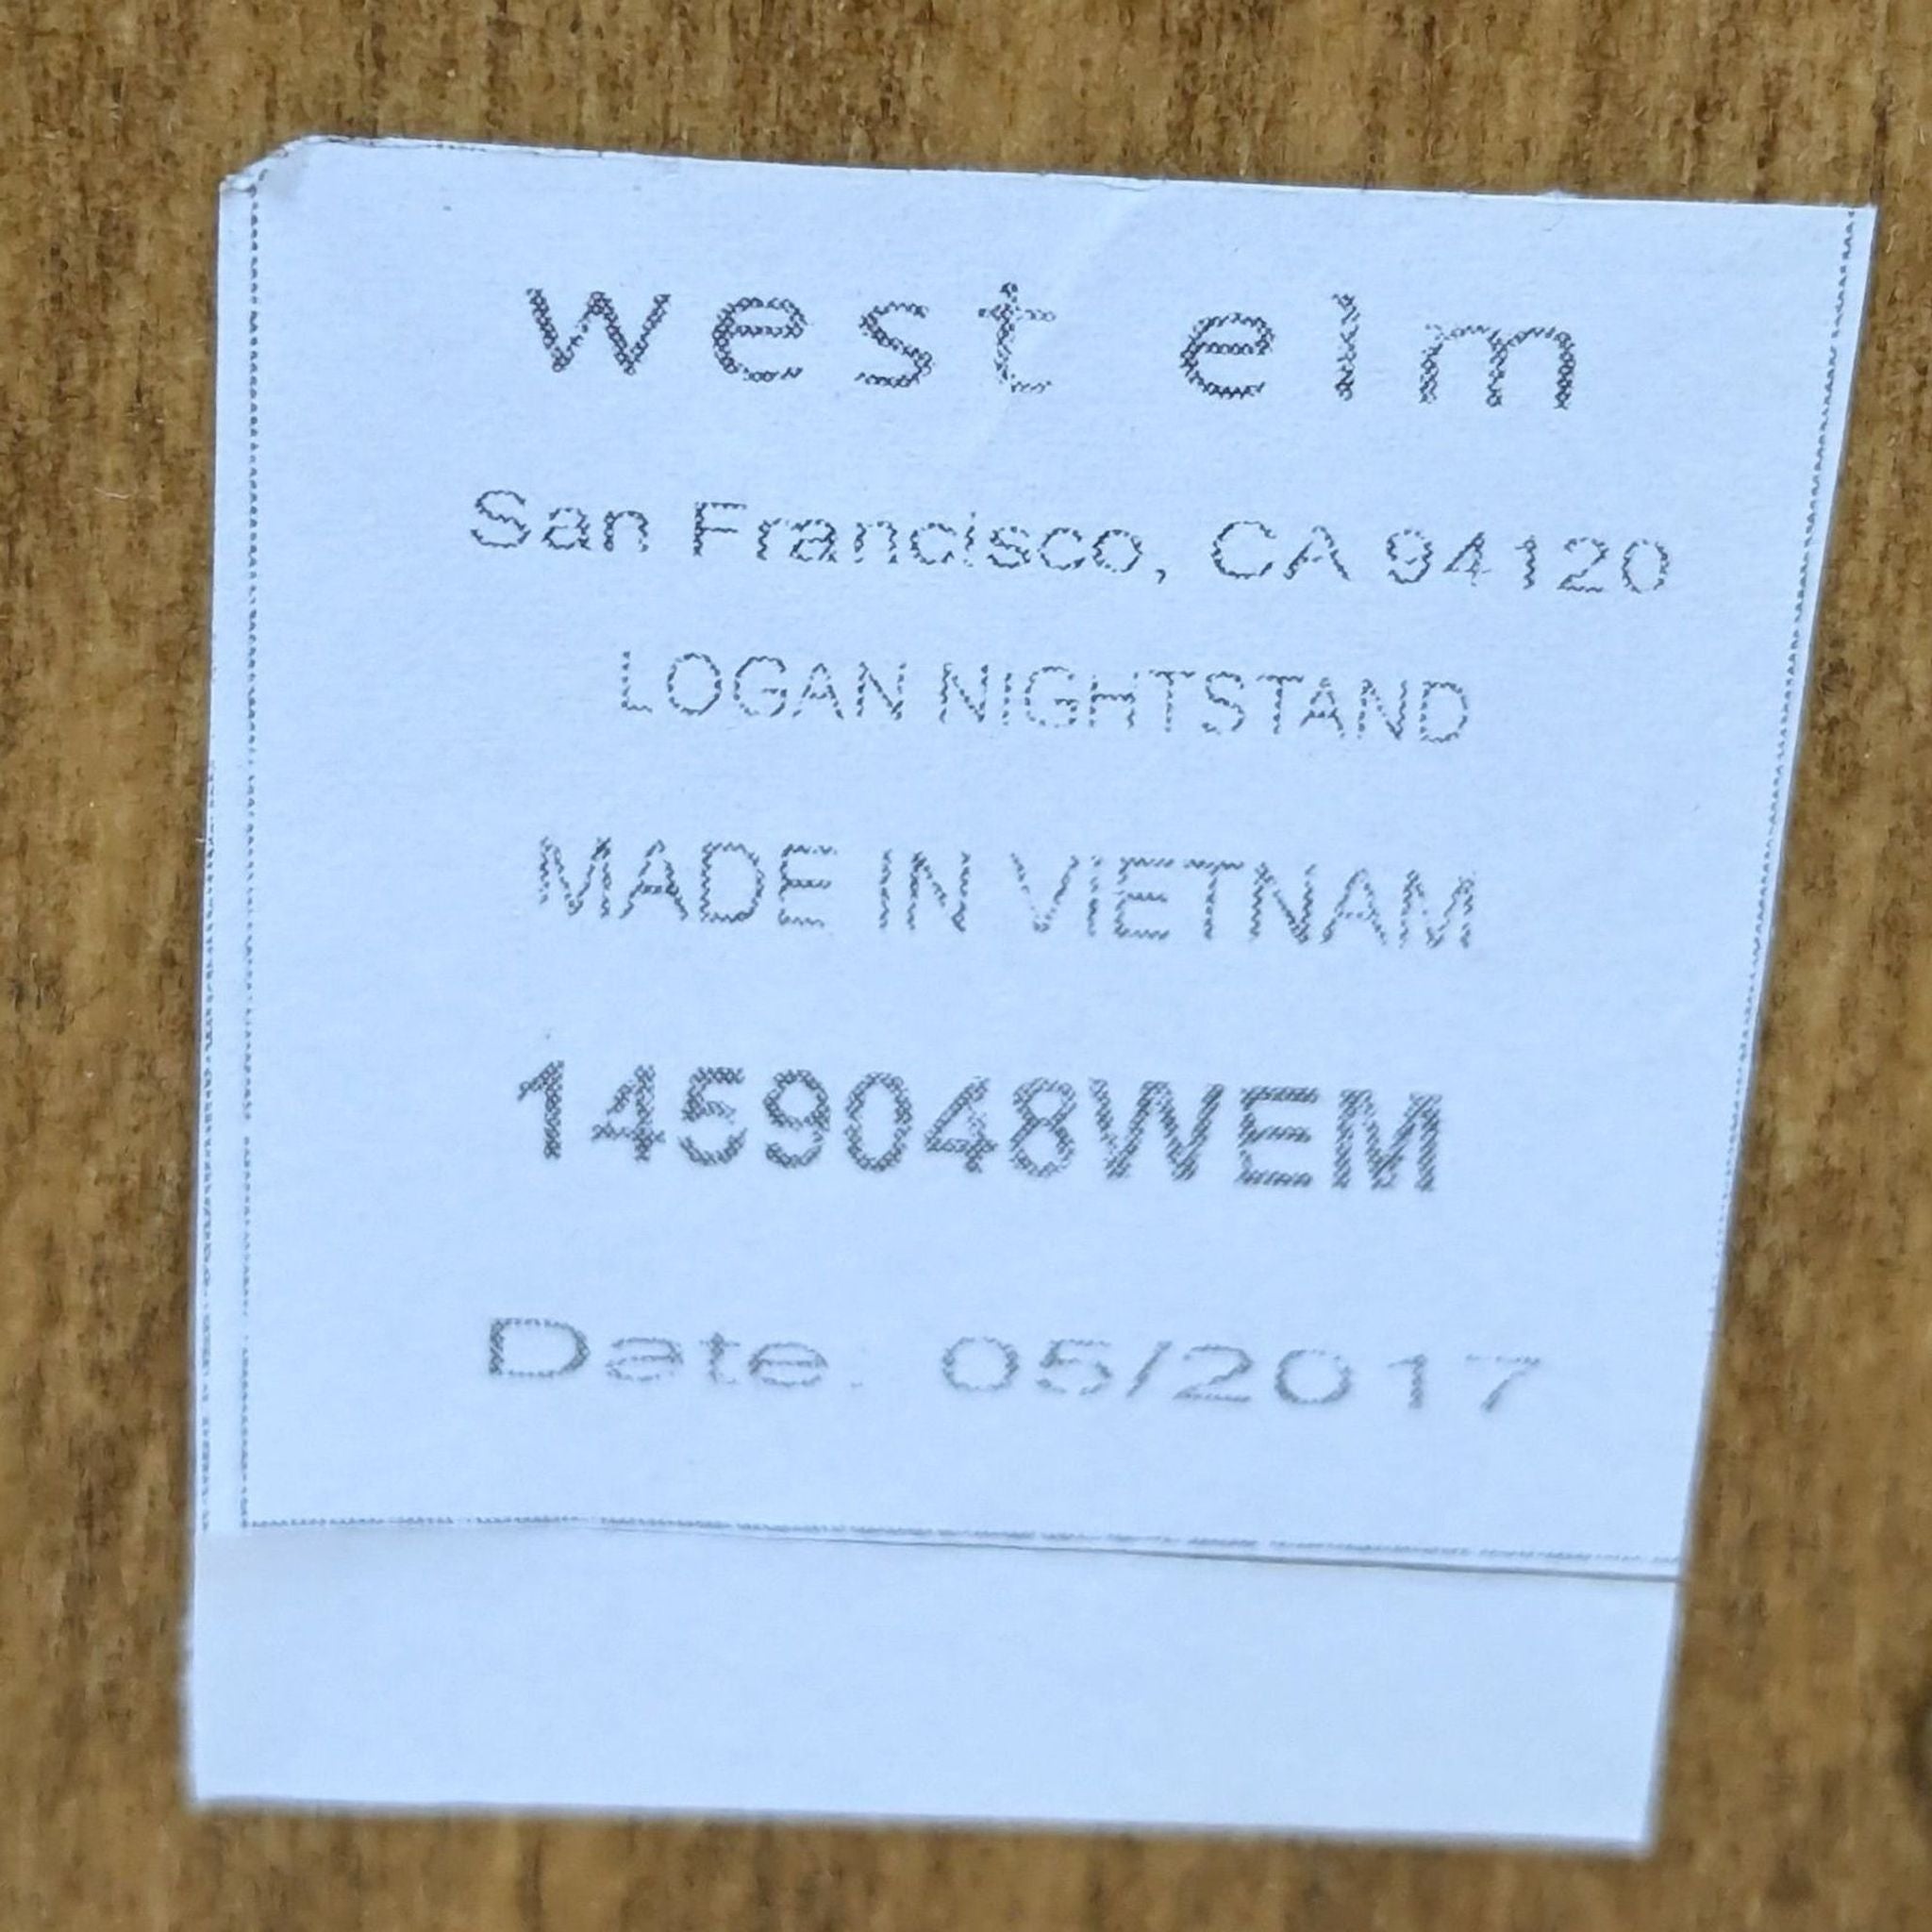 west elm
San Francisco, CA 94120
LOGAN NIGHTSTAND
MADE IN VIETNAM
1459048WEM
Date: 05/2017